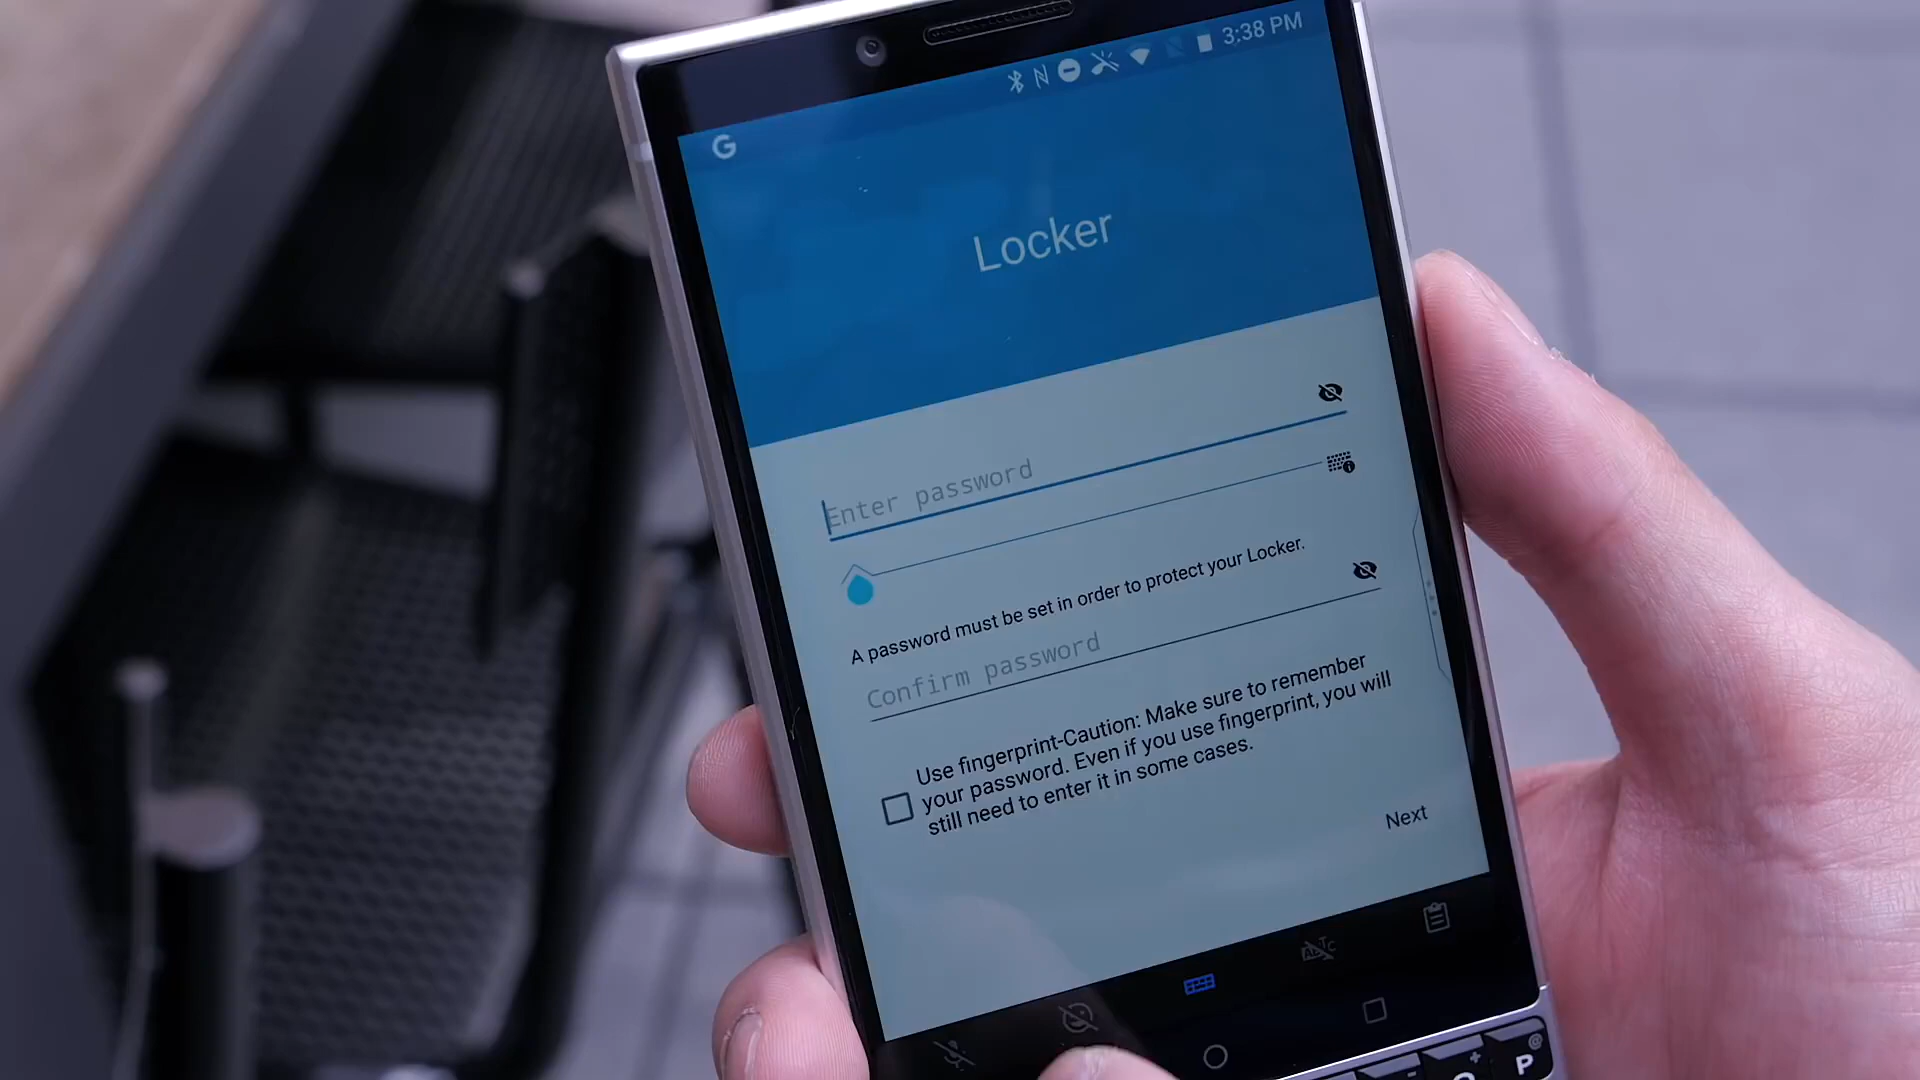 3:38 PM
G
Locker
Enter password
A password must be set in order to protect your Locker.
Confirm password
Use fingerprint-Caution: Make sure to remember
your password. Even if you use fingerprint, you will
still need to enter it in some cases.
Next
P
@